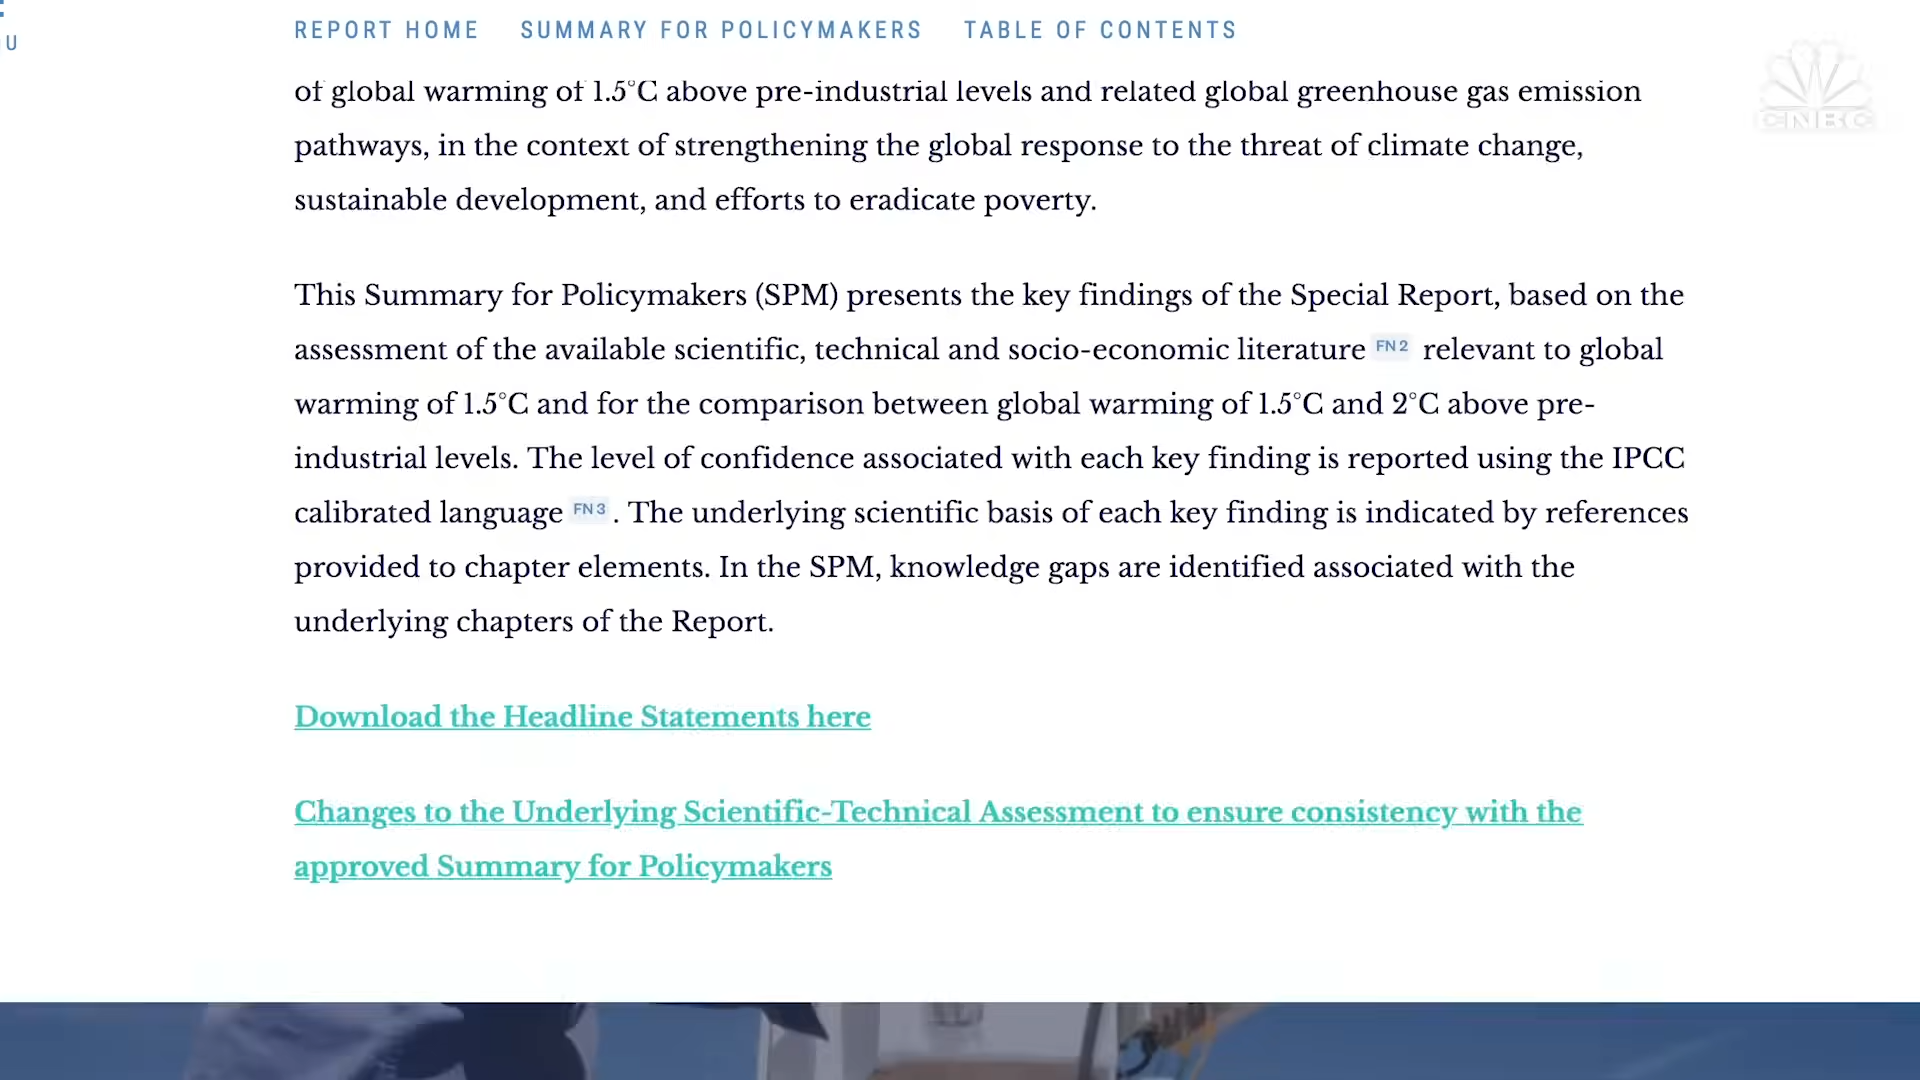 U
REPORT HOME SUMMARY FOR POLICYMAKERS TABLE OF CONTENTS
CNBC
of global warming of 1.5°C above pre-industrial levels and related global greenhouse gas emission
pathways, in the context of strengthening the global response to the threat of climate change,
sustainable development, and efforts to eradicate poverty.
This Summary for Policymakers (SPM) presents the key findings of the Special Report, based on the
assessment of the available scientific, technical and socio-economic literature FN2 relevant to global
warming of 1.5°C and for the comparison between global warming of 1.5°C and 2°C above pre-
industrial levels. The level of confidence associated with each key finding is reported using the IPCC
calibrated language FN3 . The underlying scientific basis of each key finding is indicated by references
provided to chapter elements. In the SPM, knowledge gaps are identified associated with the
underlying chapters of the Report.
Download the Headline Statements here
Changes to the Underlying Scientific-Technical Assessment to ensure consistency with the
approved Summary for Policymakers